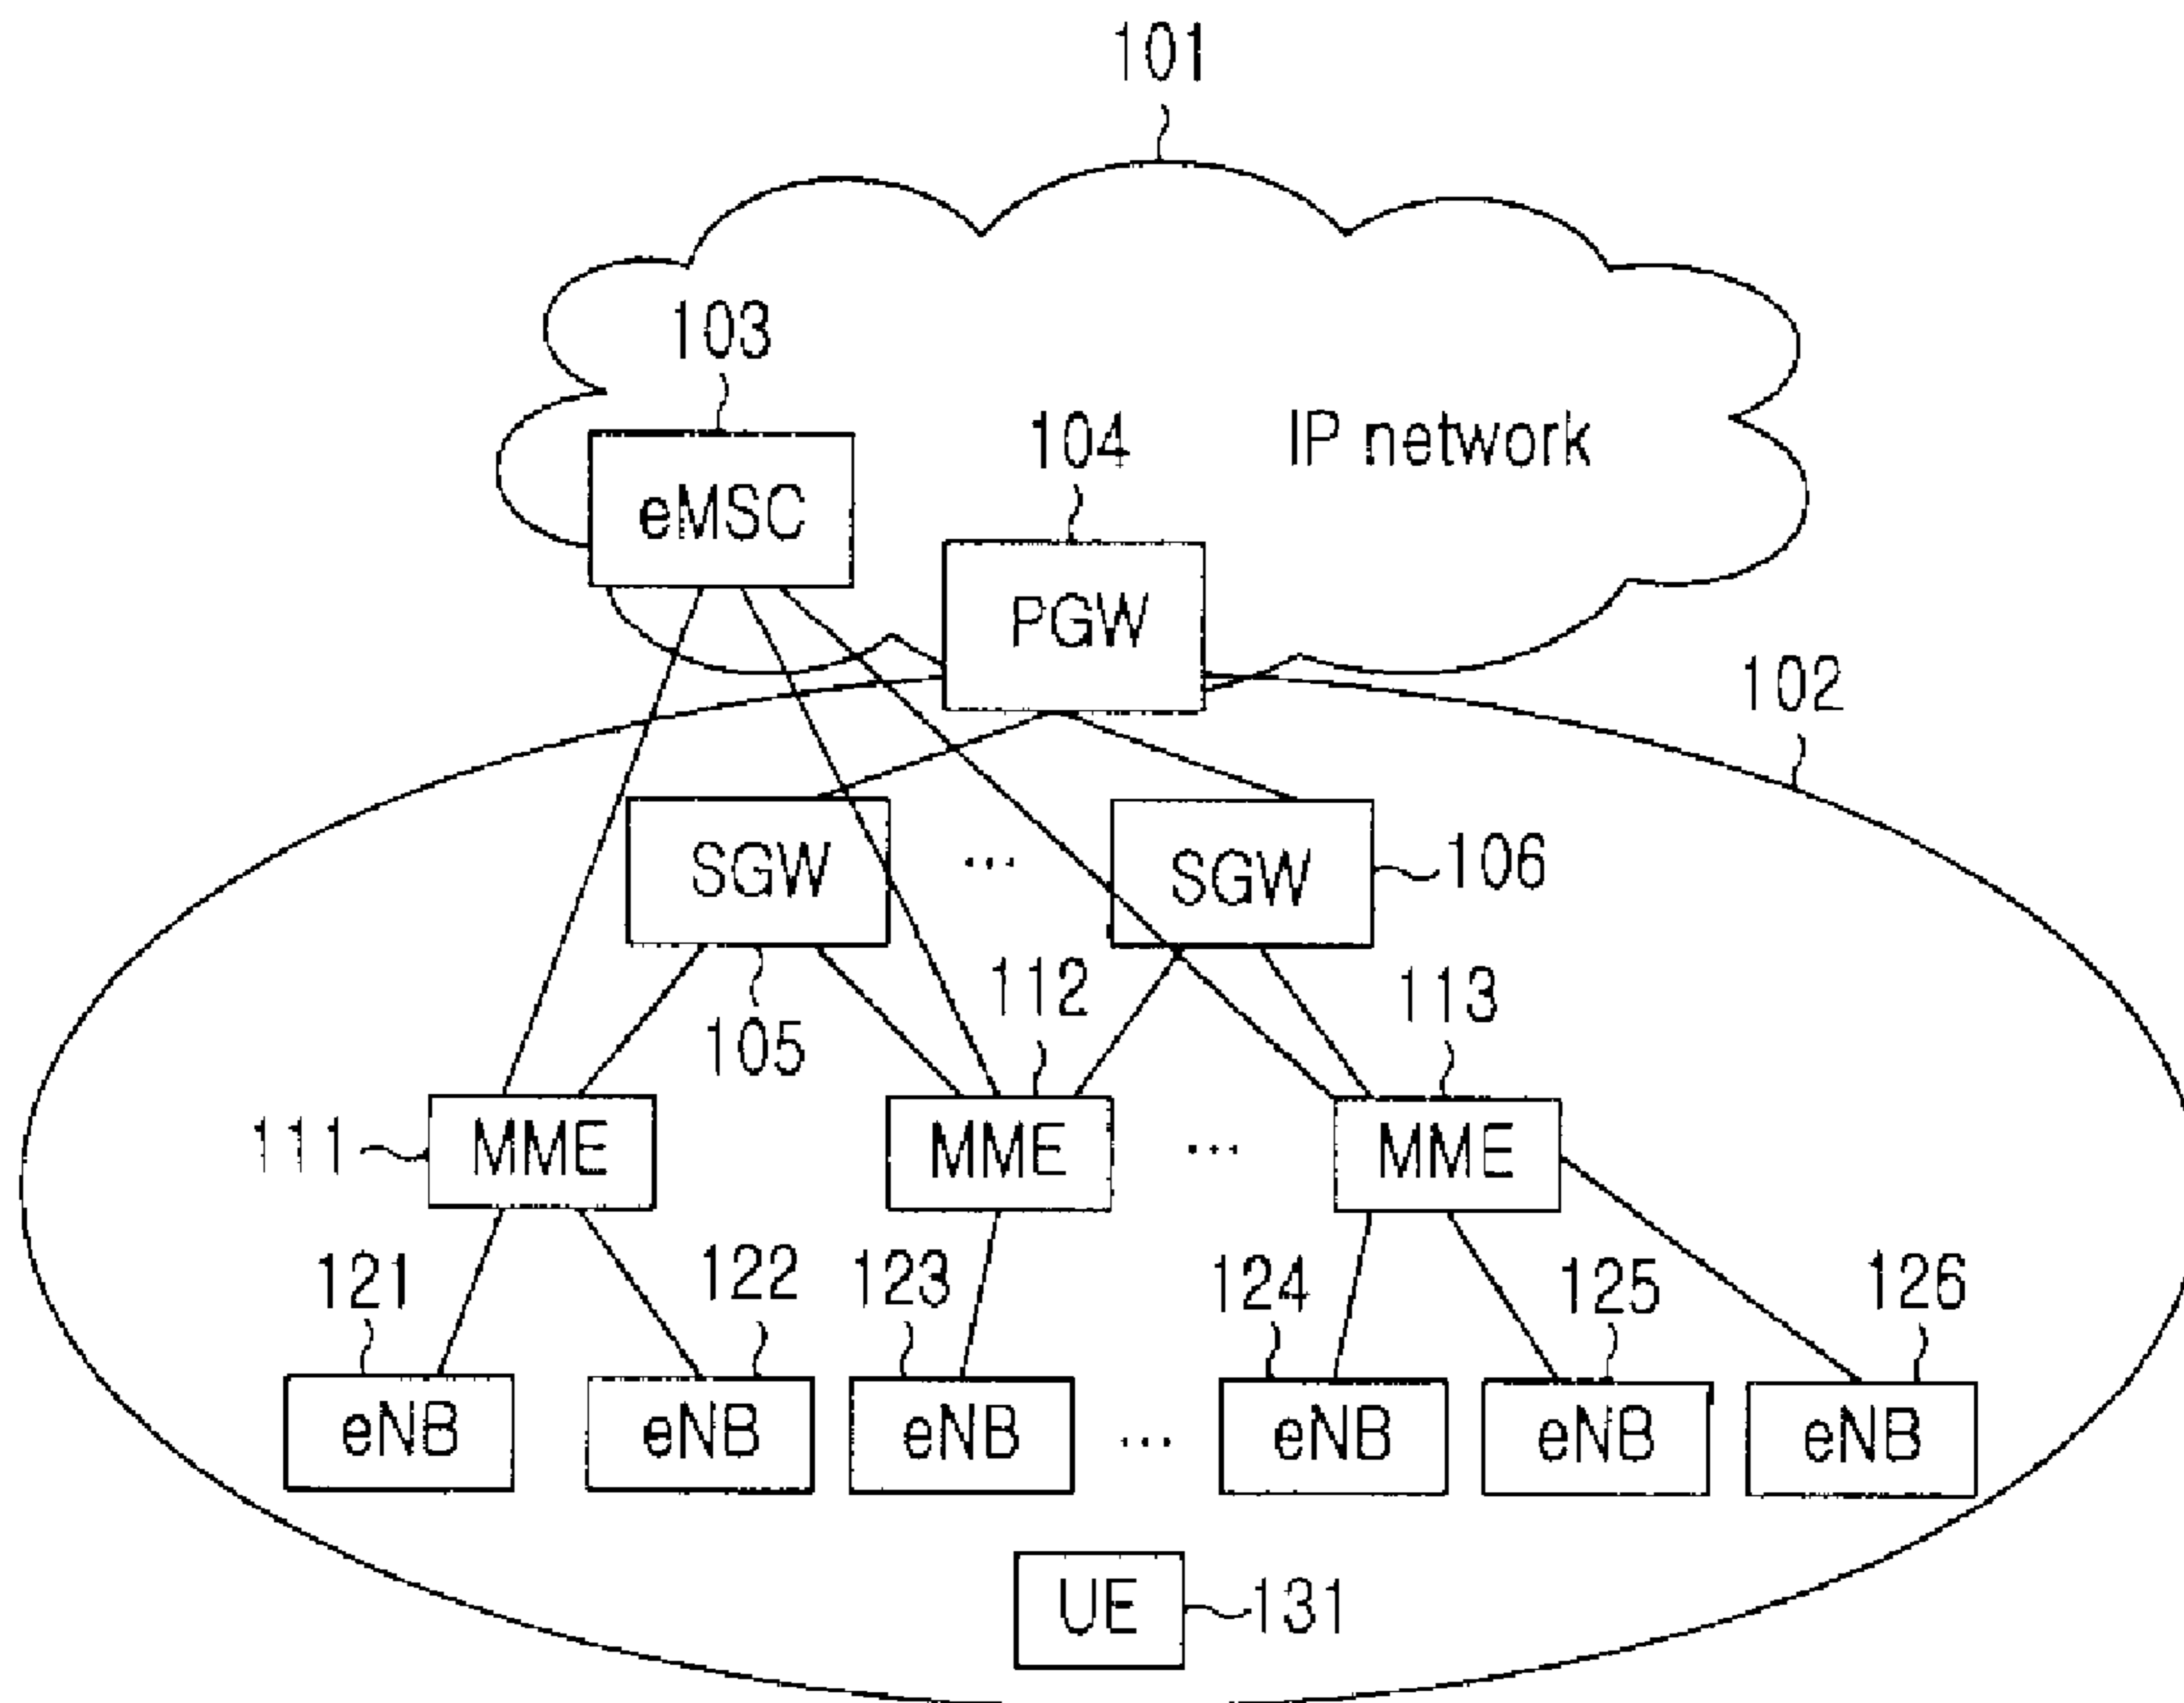 101
103
eMSC
104
IP network
PGW
102
SGW
...
SGW
106
105
112
113
111
MME
MME
...
MME
121
122
123
124
125
126
eNB
eNB
eNB
...
eNB
eNB
eNB
UE
131